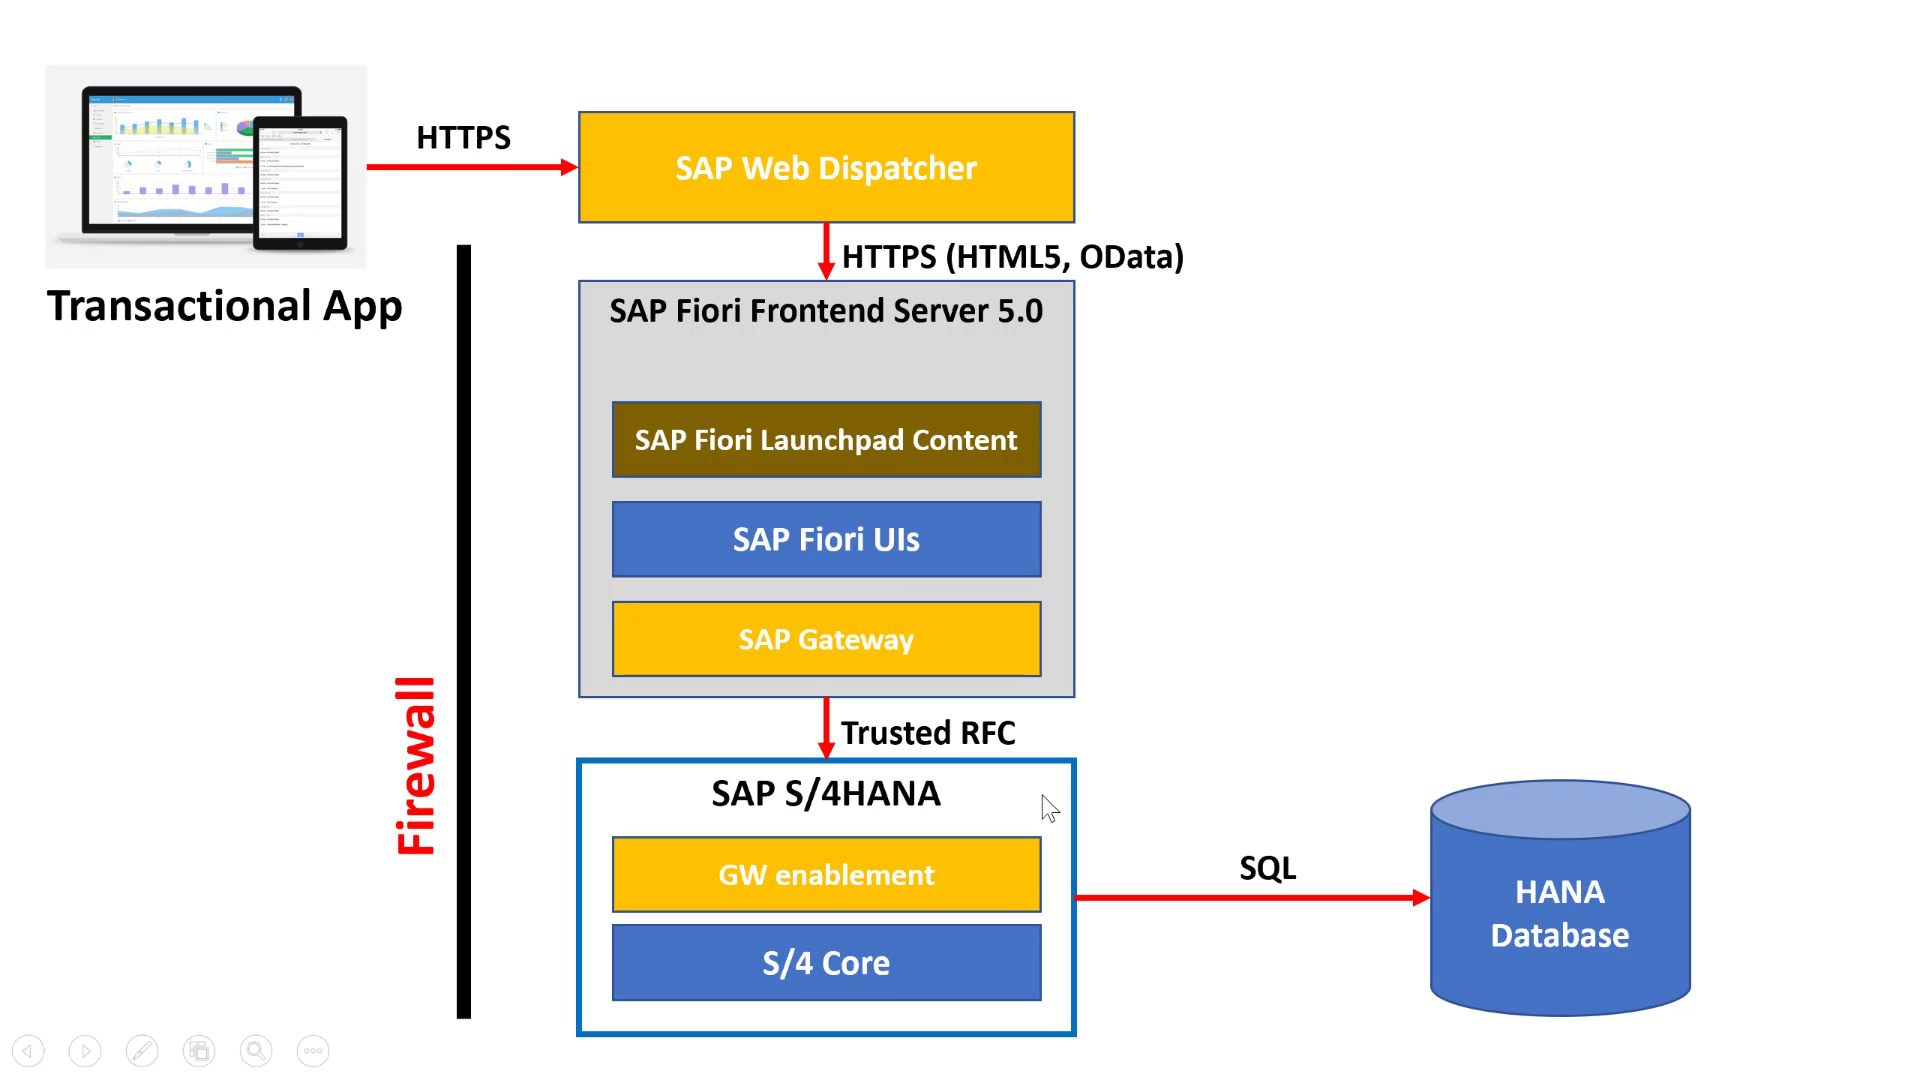 HTTPS
SAP Web Dispatcher
HTTPS (HTML5, OData)
Transactional App
SAP Fiori Frontend Server 5.0
SAP Fiori Launchpad Content
SAP Fiori UIs
SAP Gateway
Firewall
Trusted RFC
SAP S/4HANA
GW enablement
S/4 Core
SQL
HANA
Database